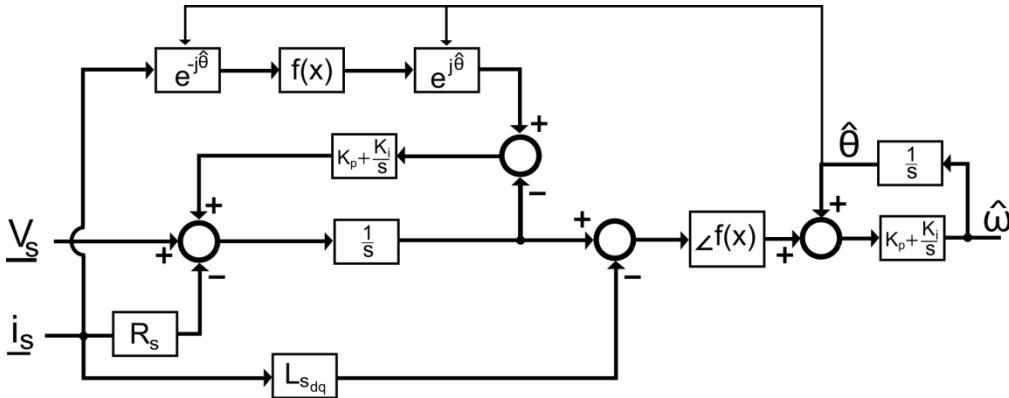 e^{-jθ̂}
f(x)
e^{jθ̂}
+
K_p + K_i/s
−
θ̂
1/s
+
+
V_s
+
−
1/s
+
−
∠f(x)
+
K_p + K_i/s
ω̂
i_s
R_s
L_{s_{dq}}